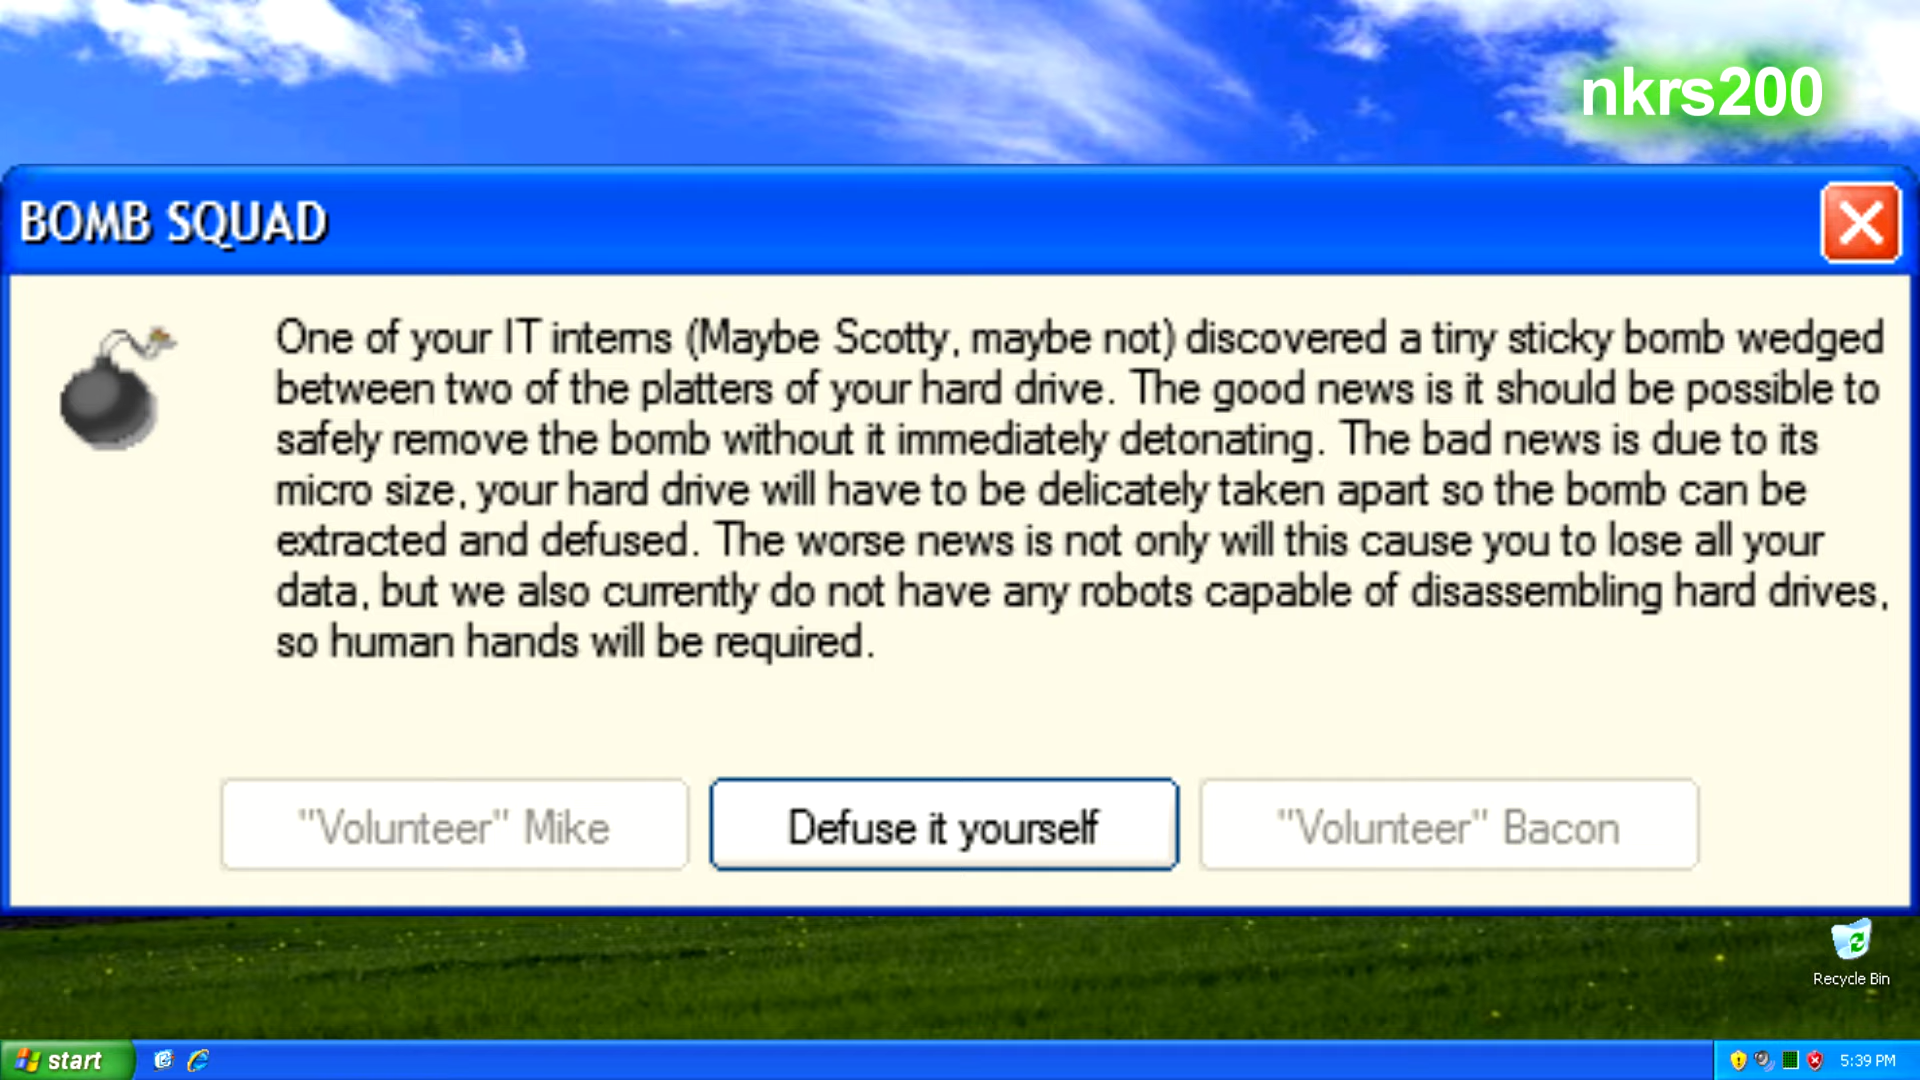 nkrs200
BOMB SQUAD
One of your IT interns (Maybe Scotty, maybe not) discovered a tiny sticky bomb wedged
between two of the platters of your hard drive. The good news is it should be possible to
safely remove the bomb without it immediately detonating. The bad news is due to its
micro size, your hard drive will have to be delicately taken apart so the bomb can be
extracted and defused. The worse news is not only will this cause you to lose all your
data, but we also currently do not have any robots capable of disassembling hard drives,
so human hands will be required.
"Volunteer" Mike
Defuse it yourself
"Volunteer" Bacon
Recycle Bin
start
5:39 PM